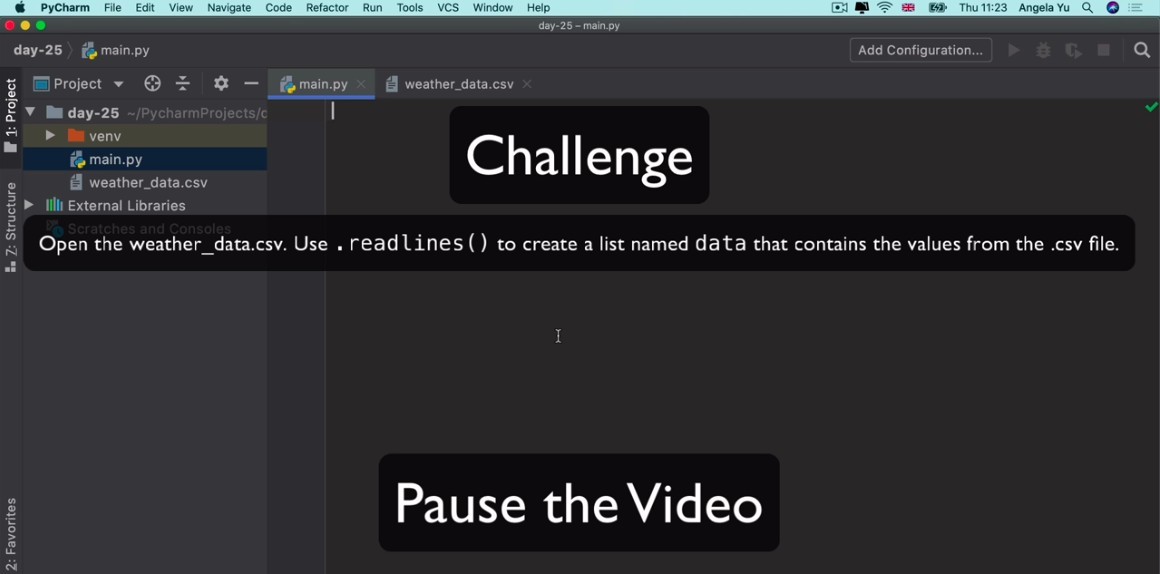 PyCharm File Edit View Navigate Code Refactor Run Tools VCS Window Help Thu 11:23 Angela Yu
day-25 – main.py
day-25 main.py Add Configuration...
1: Project
Project main.py weather_data.csv
day-25 ~/PycharmProjects/d
venv
main.py
weather_data.csv
External Libraries
Scratches and Consoles
Challenge
Open the weather_data.csv. Use .readlines() to create a list named data that contains the values from the .csv file.
Pause the Video
Z: Structure
2: Favorites